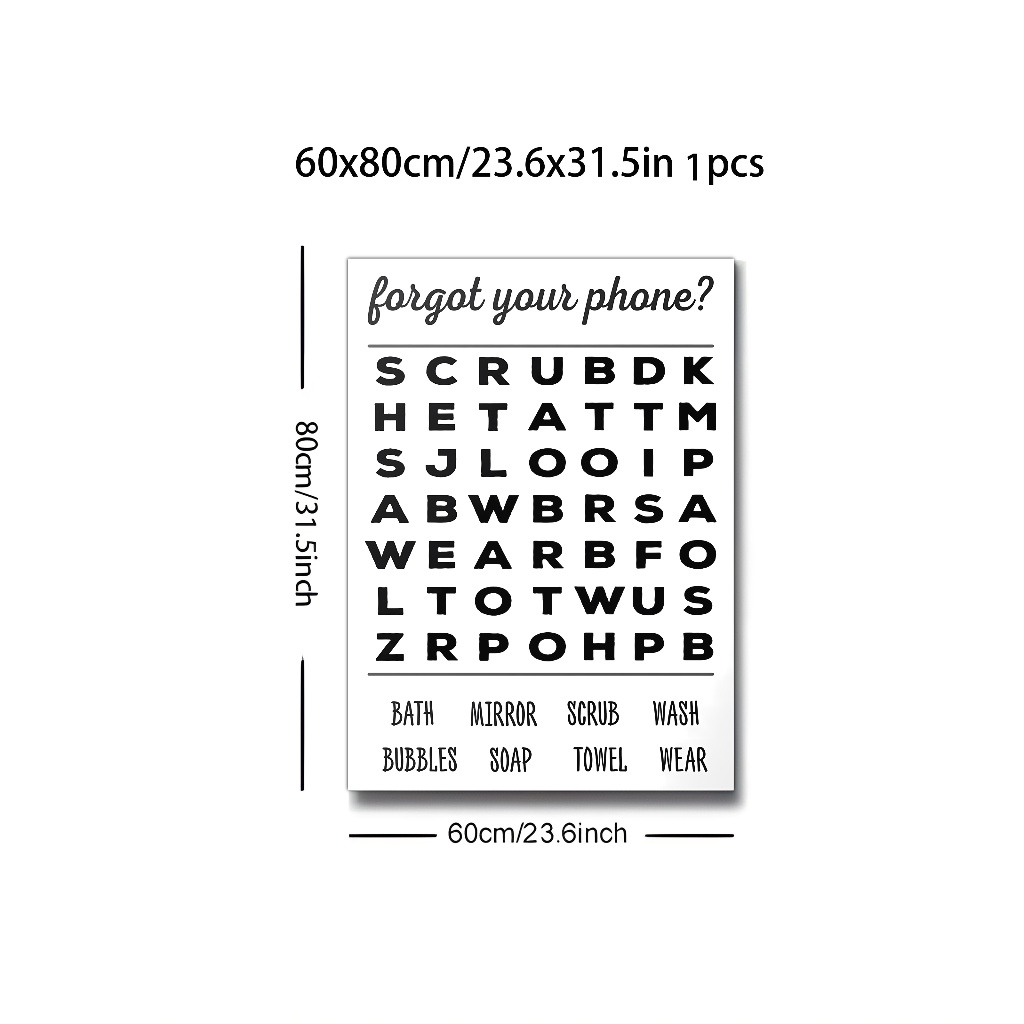 60x80cm/23.6x31.5in 1pcs
forgot your phone?
S C R U B D K
H E T A T T M
S J L O O I P
A B W B R S A
W E A R B F O
L T O T W U S
Z R P O H P B
BATH MIRROR SCRUB WASH
BUBBLES SOAP TOWEL WEAR
80cm/31.5inch
60cm/23.6inch